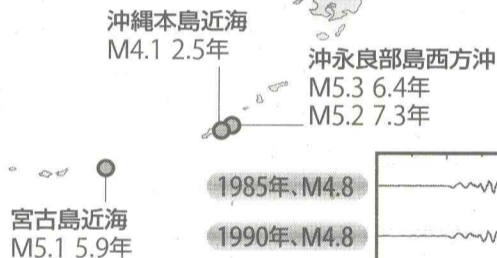 沖縄本島近海
M4.1 2.5年
沖永良部島西方沖
M5.3 6.4年
M5.2 7.3年
宮古島近海
M5.1 5.9年
1985年、M4.8
1990年、M4.8